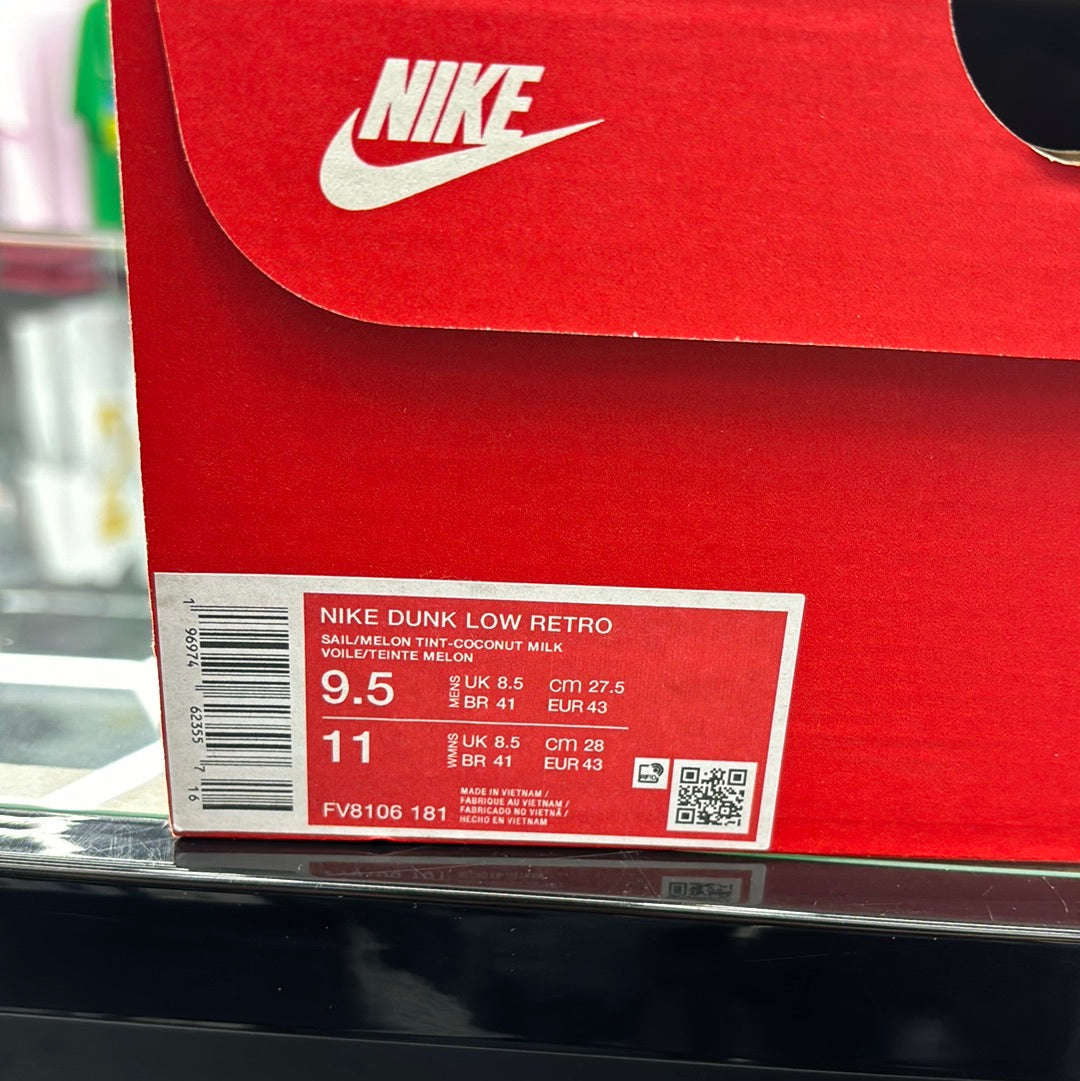 NIKE
NIKE DUNK LOW RETRO
SAIL/MELON TINT-COCONUT MILK
VOILE/TEINTE MELON
9.5 MENS UK 8.5 cm 27.5
BR 41 EUR 43
11 WMNS UK 8.5 cm 28
BR 41 EUR 43
RFID
FV8106 181
MADE IN VIETNAM /
FABRIQUE AU VIETNAM /
FABRICADO NO VIETNÃ /
HECHO EN VIETNAM
1 96974 62355 7 16